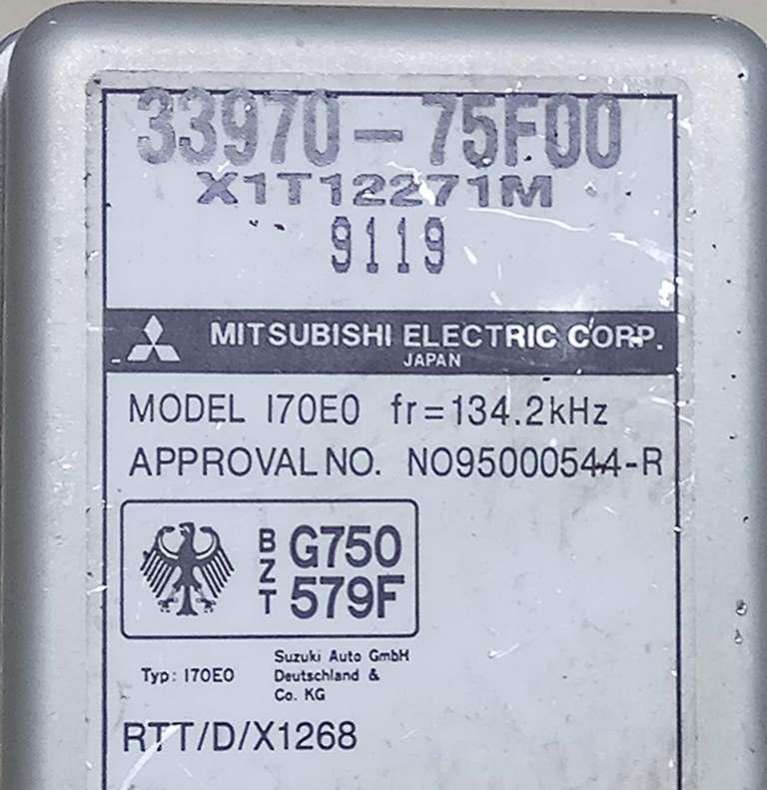 33970-75F00
X1T12271M
9119
MITSUBISHI ELECTRIC CORP.
JAPAN
MODEL I70E0 fr=134.2kHz
APPROVAL NO. NO95000544-R
BZT G750 579F
Typ: I70E0
Suzuki Auto GmbH
Deutschland &
Co. KG
RTT/D/X1268